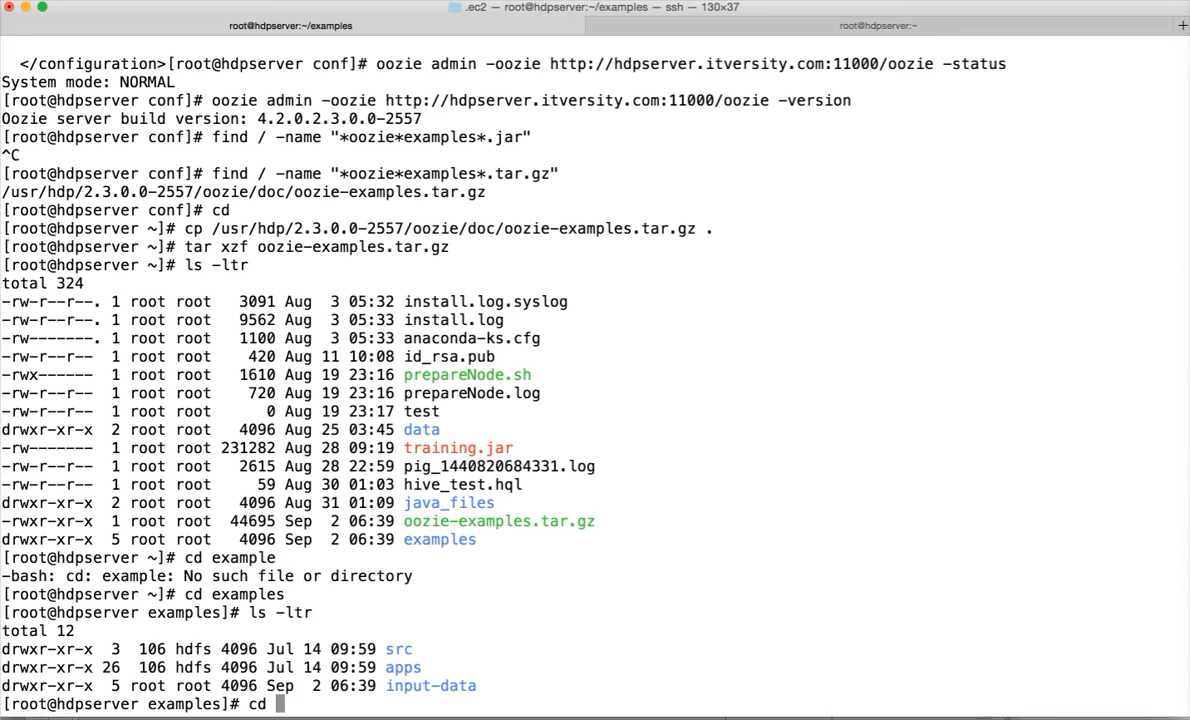 .ec2 — root@hdpserver:~/examples — ssh — 130×37
root@hdpserver:~/examples
root@hdpserver:~
+
</configuration>[root@hdpserver conf]# oozie admin -oozie http://hdpserver.itversity.com:11000/oozie -status
System mode: NORMAL
[root@hdpserver conf]# oozie admin -oozie http://hdpserver.itversity.com:11000/oozie -version
Oozie server build version: 4.2.0.2.3.0.0-2557
[root@hdpserver conf]# find / -name "*oozie*examples*.jar"
^C
[root@hdpserver conf]# find / -name "*oozie*examples*.tar.gz"
/usr/hdp/2.3.0.0-2557/oozie/doc/oozie-examples.tar.gz
[root@hdpserver conf]# cd
[root@hdpserver ~]# cp /usr/hdp/2.3.0.0-2557/oozie/doc/oozie-examples.tar.gz .
[root@hdpserver ~]# tar xzf oozie-examples.tar.gz
[root@hdpserver ~]# ls -ltr
total 324
-rw-r--r--. 1 root root   3091 Aug  3 05:32 install.log.syslog
-rw-r--r--. 1 root root   9562 Aug  3 05:33 install.log
-rw-------. 1 root root   1100 Aug  3 05:33 anaconda-ks.cfg
-rw-r--r--  1 root root    420 Aug 11 10:08 id_rsa.pub
-rwx------  1 root root   1610 Aug 19 23:16 prepareNode.sh
-rw-r--r--  1 root root    720 Aug 19 23:16 prepareNode.log
-rw-r--r--  1 root root      0 Aug 19 23:17 test
drwxr-xr-x  2 root root   4096 Aug 25 03:45 data
-rw-------  1 root root 231282 Aug 28 09:19 training.jar
-rw-r--r--  1 root root   2615 Aug 28 22:59 pig_1440820684331.log
-rw-r--r--  1 root root     59 Aug 30 01:03 hive_test.hql
drwxr-xr-x  2 root root   4096 Aug 31 01:09 java_files
-rwxr-xr-x  1 root root  44695 Sep  2 06:39 oozie-examples.tar.gz
drwxr-xr-x  5 root root   4096 Sep  2 06:39 examples
[root@hdpserver ~]# cd example
-bash: cd: example: No such file or directory
[root@hdpserver ~]# cd examples
[root@hdpserver examples]# ls -ltr
total 12
drwxr-xr-x  3  106 hdfs 4096 Jul 14 09:59 src
drwxr-xr-x 26  106 hdfs 4096 Jul 14 09:59 apps
drwxr-xr-x  5 root root 4096 Sep  2 06:39 input-data
[root@hdpserver examples]# cd